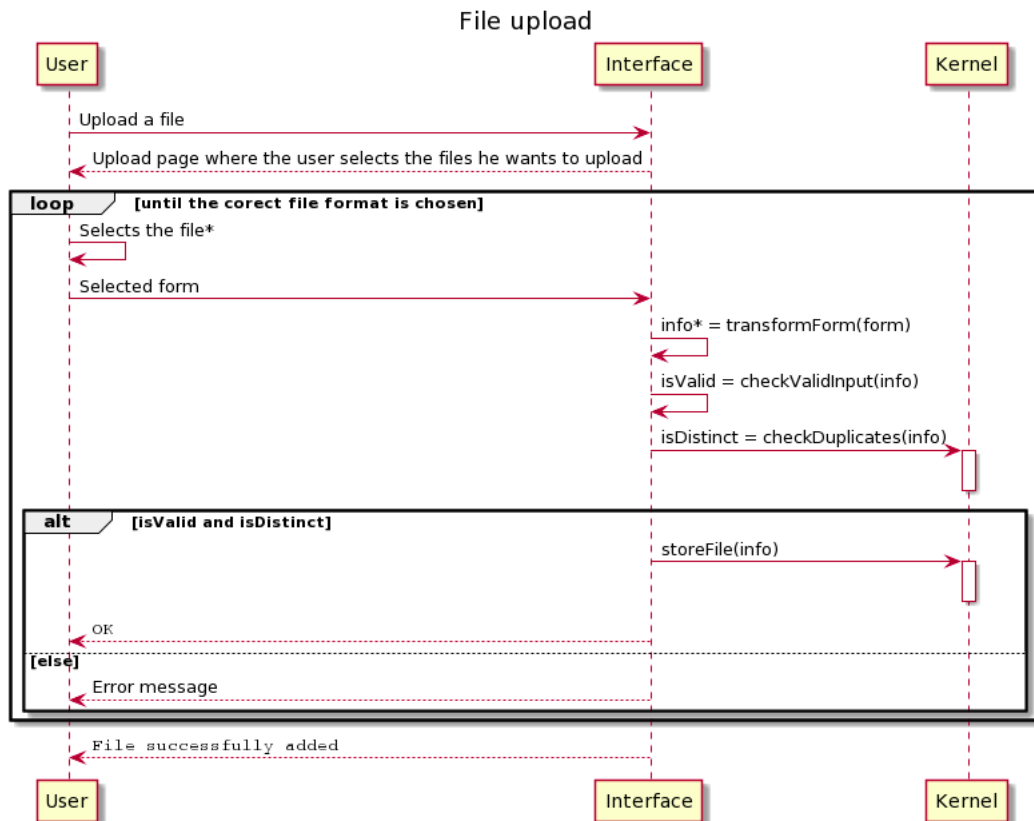 File upload
User Interface Kernel
Upload a file
Upload page where the user selects the files he wants to upload
loop [until the corect file format is chosen]
Selects the file*
Selected form
info* = transformForm(form)
isValid = checkValidInput(info)
isDistinct = checkDuplicates(info)
alt [isValid and isDistinct]
storeFile(info)
OK
[else]
Error message
File successfully added
User Interface Kernel